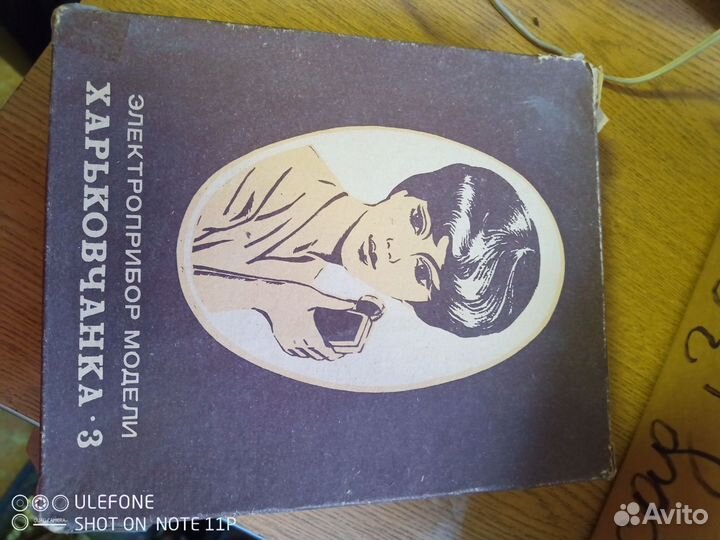 ЭЛЕКТРОПРИБОР МОДЕЛИ
ХАРЬКОВЧАНКА · 3
ULEFONE
SHOT ON NOTE 11P
Avito